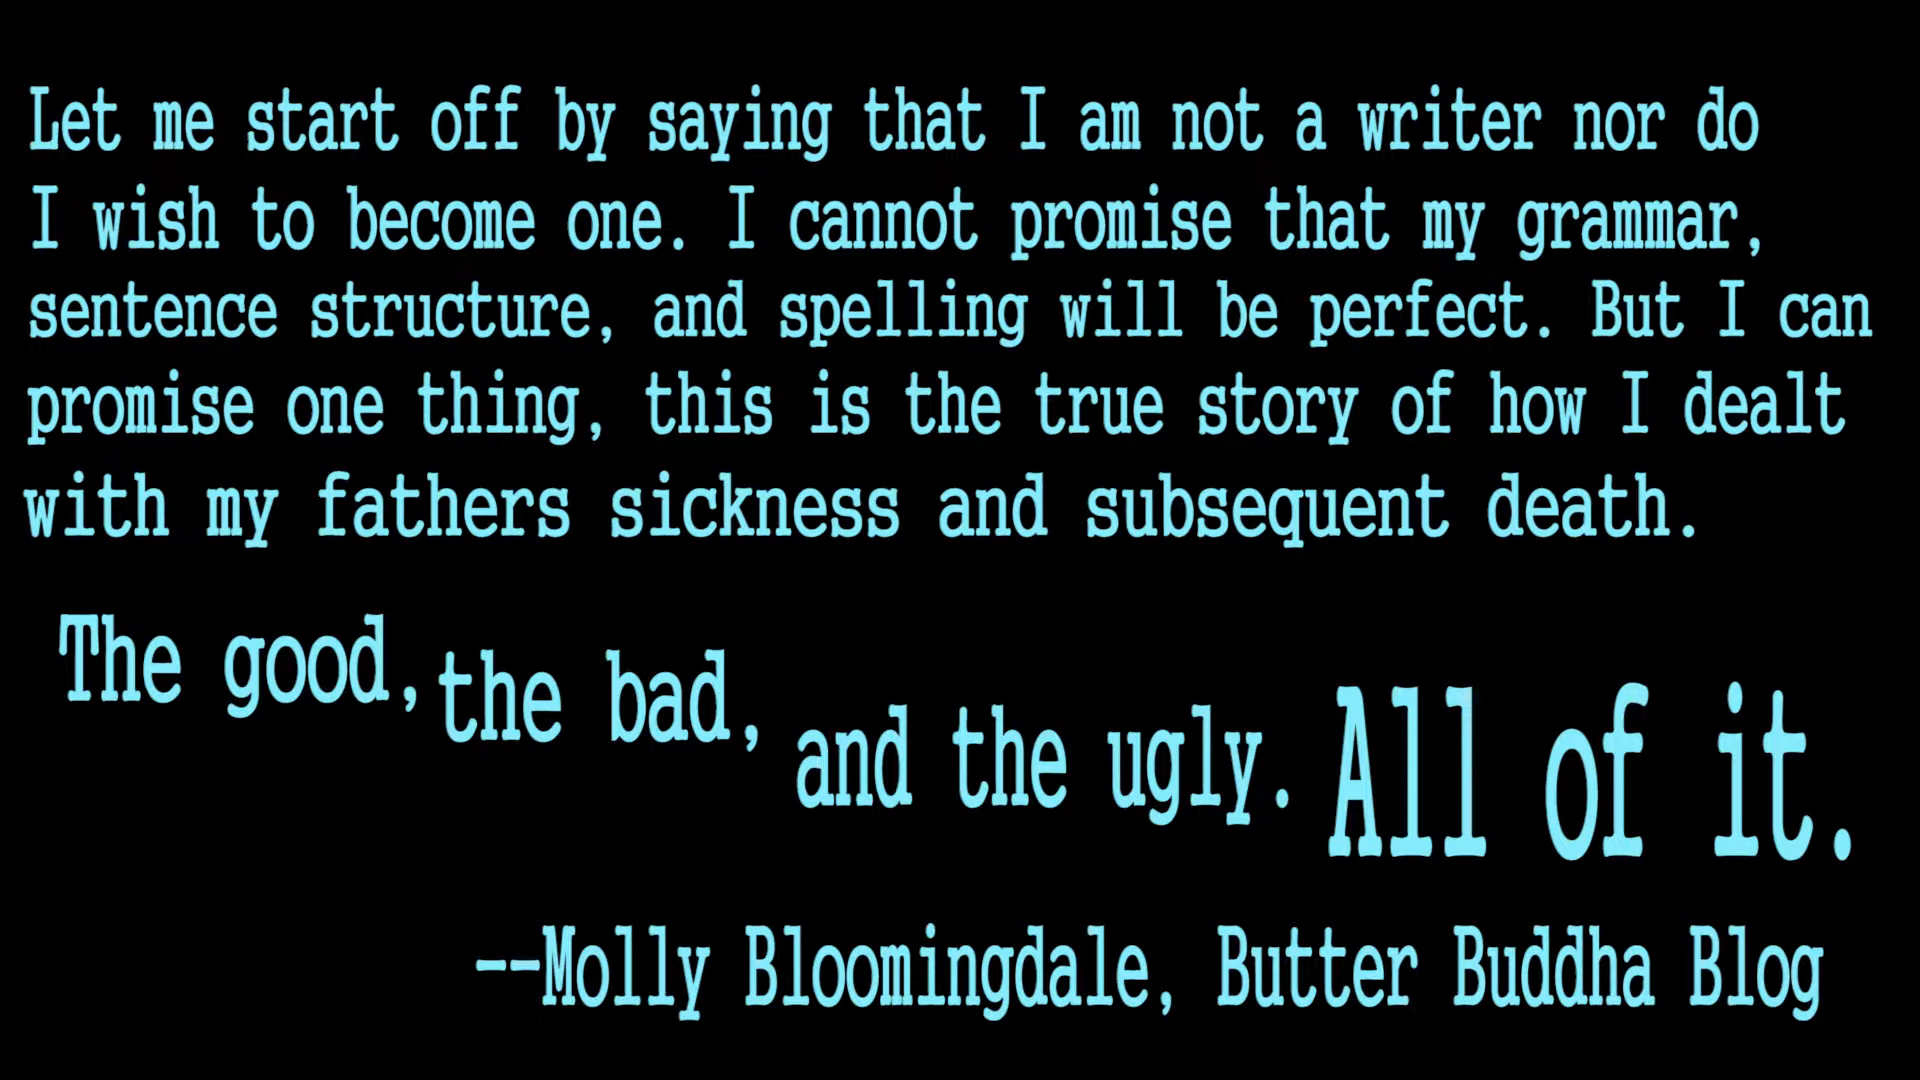 Let me start off by saying that I am not a writer nor do
I wish to become one. I cannot promise that my grammar,
sentence structure, and spelling will be perfect. But I can
promise one thing, this is the true story of how I dealt
with my fathers sickness and subsequent death.
The good, the bad, and the ugly. All of it.
--Molly Bloomingdale, Butter Buddha Blog